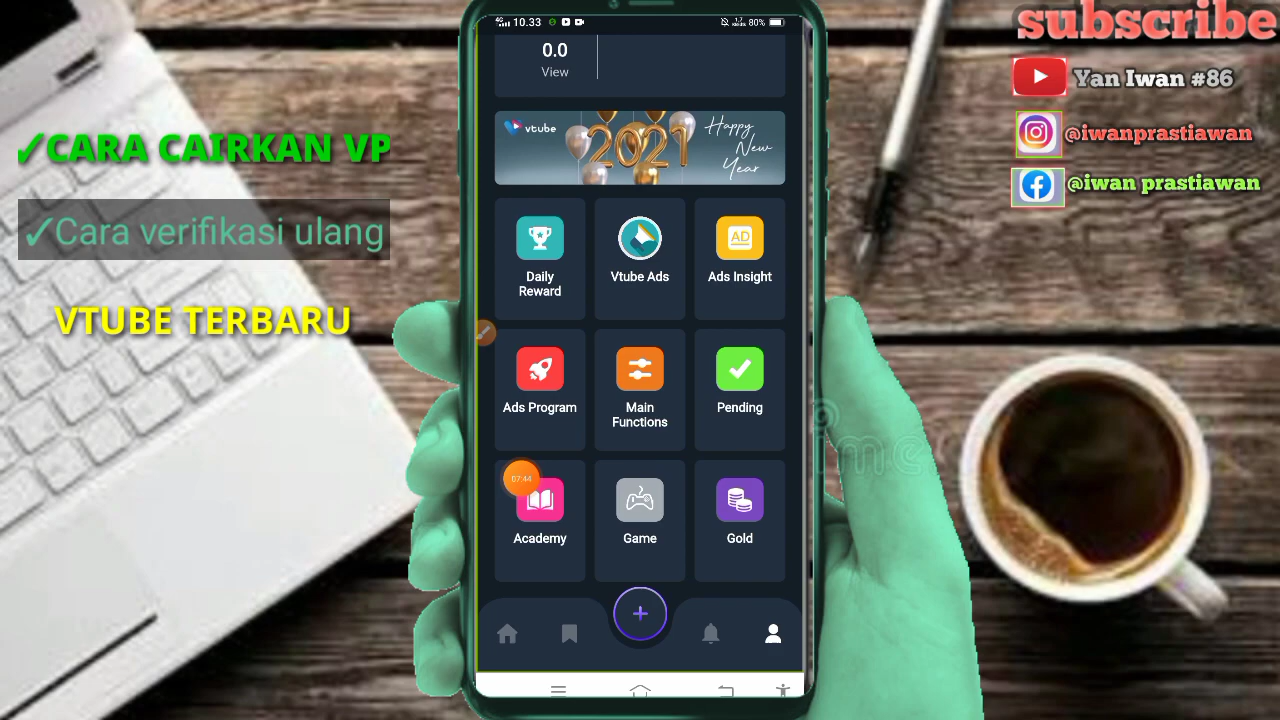 10.33
80%
0.0
View
vtube
Happy
New
Year
2021
Daily
Reward
Vtube Ads
AD
Ads Insight
Ads Program
Main
Functions
Pending
07:44
Academy
Game
Gold
✓CARA CAIRKAN VP
✓Cara verifikasi ulang
VTUBE TERBARU
subscribe
Yan Iwan #86
@iwanprastiawan
@iwan prastiawan